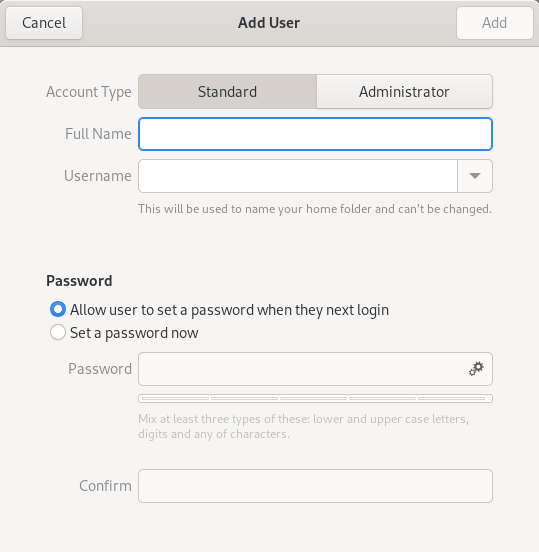 Cancel
Add User
Add
Account Type
Standard
Administrator
Full Name
Username
This will be used to name your home folder and can’t be changed.
Password
Allow user to set a password when they next login
Set a password now
Password
Mix at least three types of these: lower and upper case letters,
digits and any of characters.
Confirm